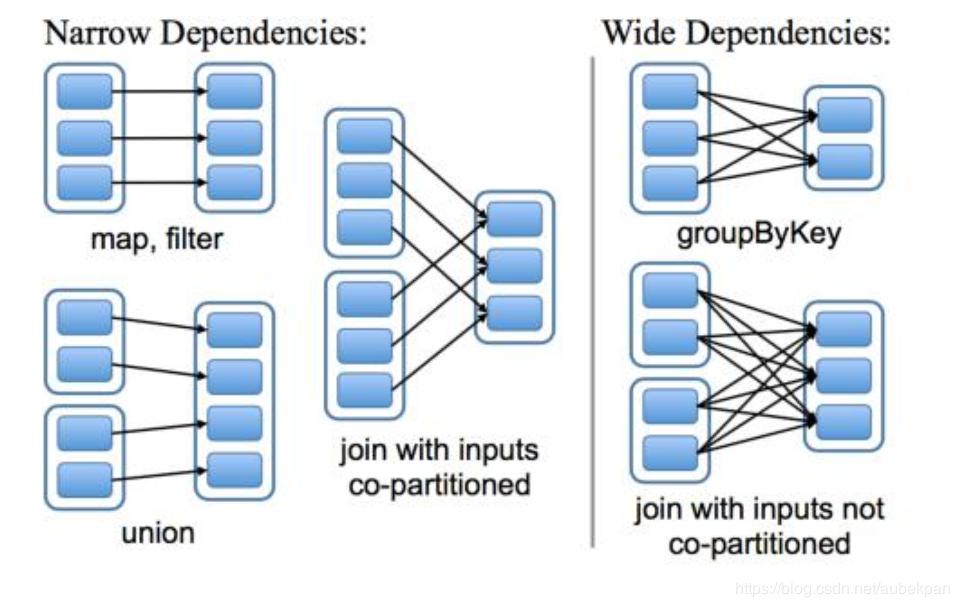 Narrow Dependencies:
map, filter
union
join with inputs
co-partitioned
Wide Dependencies:
groupByKey
join with inputs not
co-partitioned
https://blog.csdn.net/aubekpan